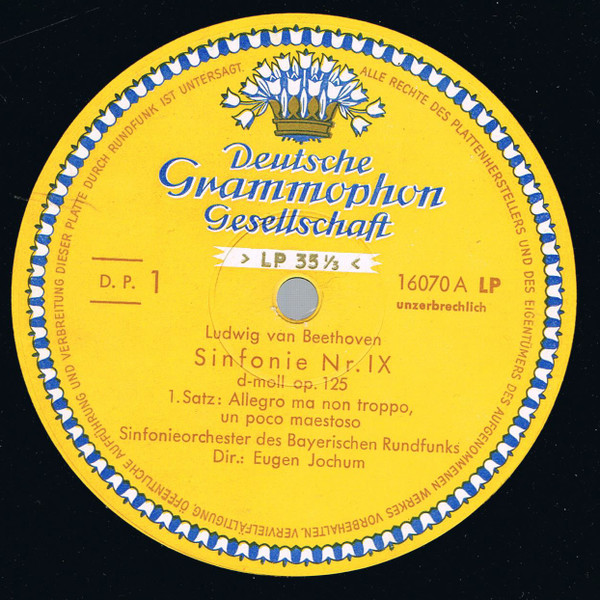 ALLE RECHTE DES PLATTENHERSTELLERS UND DES EIGENTÜMERS DES AUFGENOMMENEN WERKES VORBEHALTEN. VERVIELFÄLTIGUNG, ÖFFENTLICHE AUFFÜHRUNG UND VERBREITUNG DIESER PLATTE DURCH RUNDFUNK IST UNTERSAGT.
Deutsche
Grammophon
Gesellschaft
> LP 35 1/3 <
D. P. 1
16070 A LP
unzerbrechlich
Ludwig van Beethoven
Sinfonie Nr. IX
d-moll op. 125
1. Satz: Allegro ma non troppo,
un poco maestoso
Sinfonieorchester des Bayerischen Rundfunks
Dir.: Eugen Jochum